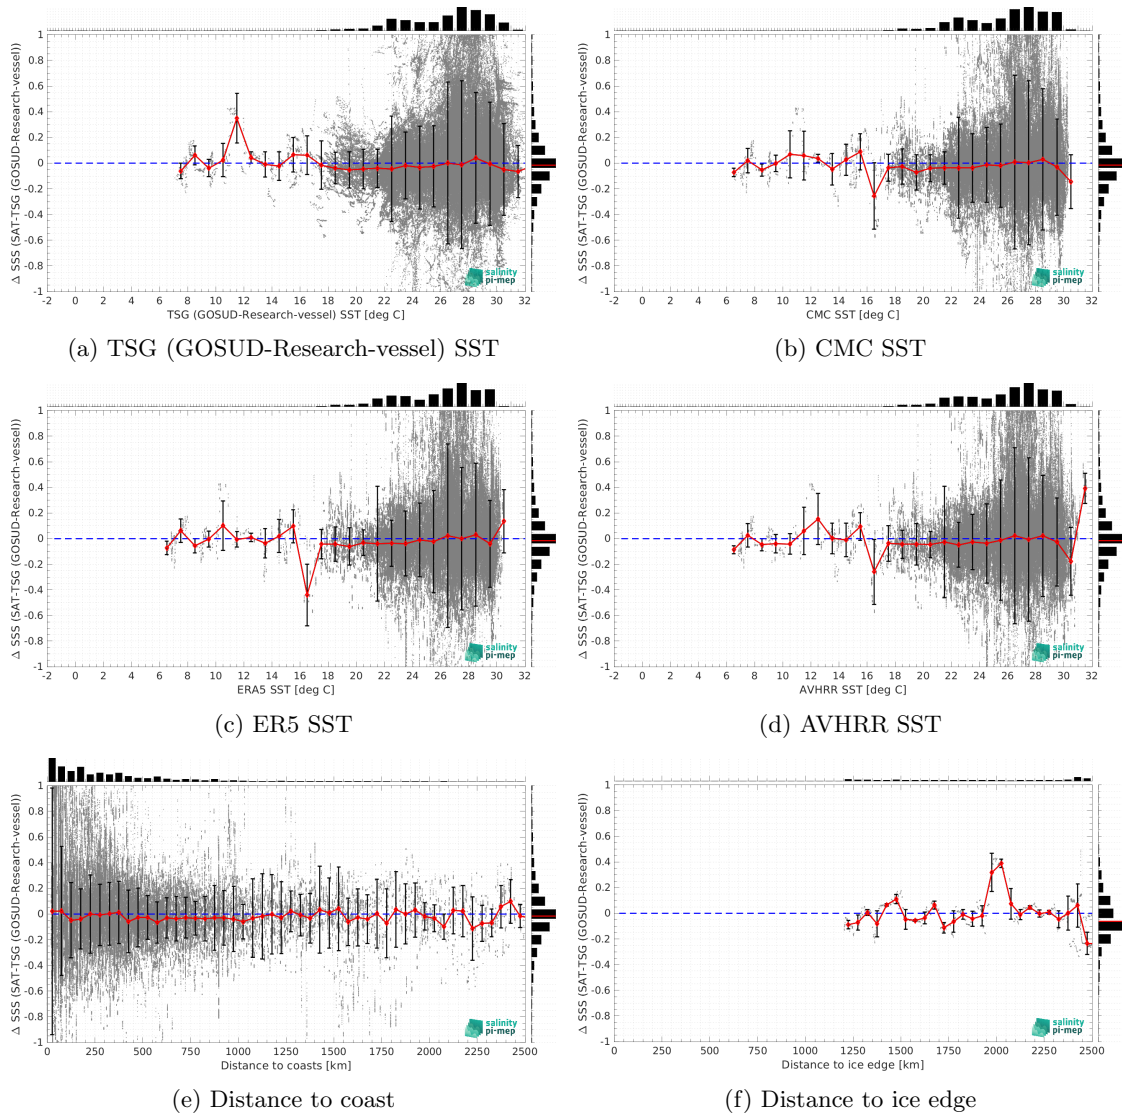 Δ SSS (SAT-TSG (GOSUD-Research-vessel))
1
0.8
0.6
0.4
0.2
0
-0.2
-0.4
-0.6
-0.8
-1
salinity
pi-mep
-2 0 2 4 6 8 10 12 14 16 18 20 22 24 26 28 30 32
TSG (GOSUD-Research-vessel) SST [deg C]
(a) TSG (GOSUD-Research-vessel) SST
Δ SSS (SAT-TSG (GOSUD-Research-vessel))
1
0.8
0.6
0.4
0.2
0
-0.2
-0.4
-0.6
-0.8
-1
salinity
pi-mep
-2 0 2 4 6 8 10 12 14 16 18 20 22 24 26 28 30 32
CMC SST [deg C]
(b) CMC SST
Δ SSS (SAT-TSG (GOSUD-Research-vessel))
1
0.8
0.6
0.4
0.2
0
-0.2
-0.4
-0.6
-0.8
-1
salinity
pi-mep
-2 0 2 4 6 8 10 12 14 16 18 20 22 24 26 28 30 32
ERA5 SST [deg C]
(c) ER5 SST
Δ SSS (SAT-TSG (GOSUD-Research-vessel))
1
0.8
0.6
0.4
0.2
0
-0.2
-0.4
-0.6
-0.8
-1
salinity
pi-mep
-2 0 2 4 6 8 10 12 14 16 18 20 22 24 26 28 30 32
AVHRR SST [deg C]
(d) AVHRR SST
Δ SSS (SAT-TSG (GOSUD-Research-vessel))
1
0.8
0.6
0.4
0.2
0
-0.2
-0.4
-0.6
-0.8
-1
salinity
pi-mep
0 250 500 750 1000 1250 1500 1750 2000 2250 2500
Distance to coasts [km]
(e) Distance to coast
Δ SSS (SAT-TSG (GOSUD-Research-vessel))
1
0.8
0.6
0.4
0.2
0
-0.2
-0.4
-0.6
-0.8
-1
salinity
pi-mep
0 250 500 750 1000 1250 1500 1750 2000 2250 2500
Distance to ice edge [km]
(f) Distance to ice edge